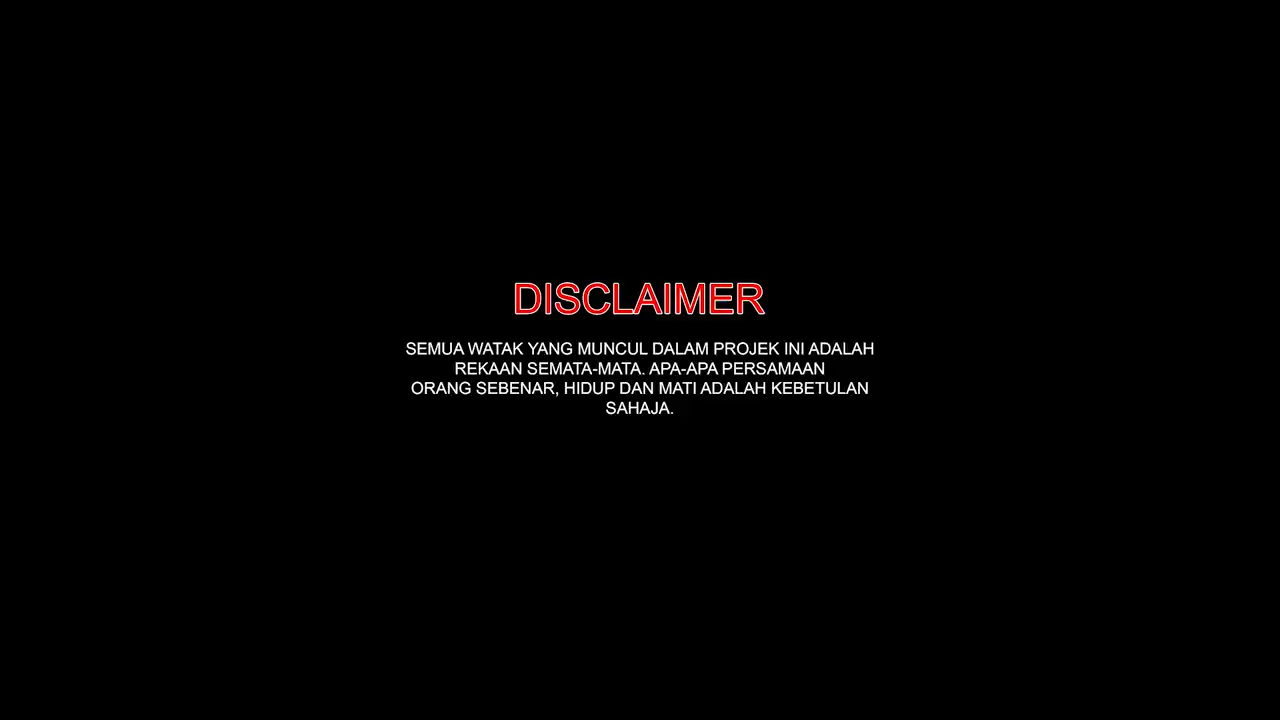 DISCLAIMER
SEMUA WATAK YANG MUNCUL DALAM PROJEK INI ADALAH
REKAAN SEMATA-MATA. APA-APA PERSAMAAN
ORANG SEBENAR, HIDUP DAN MATI ADALAH KEBETULAN
SAHAJA.